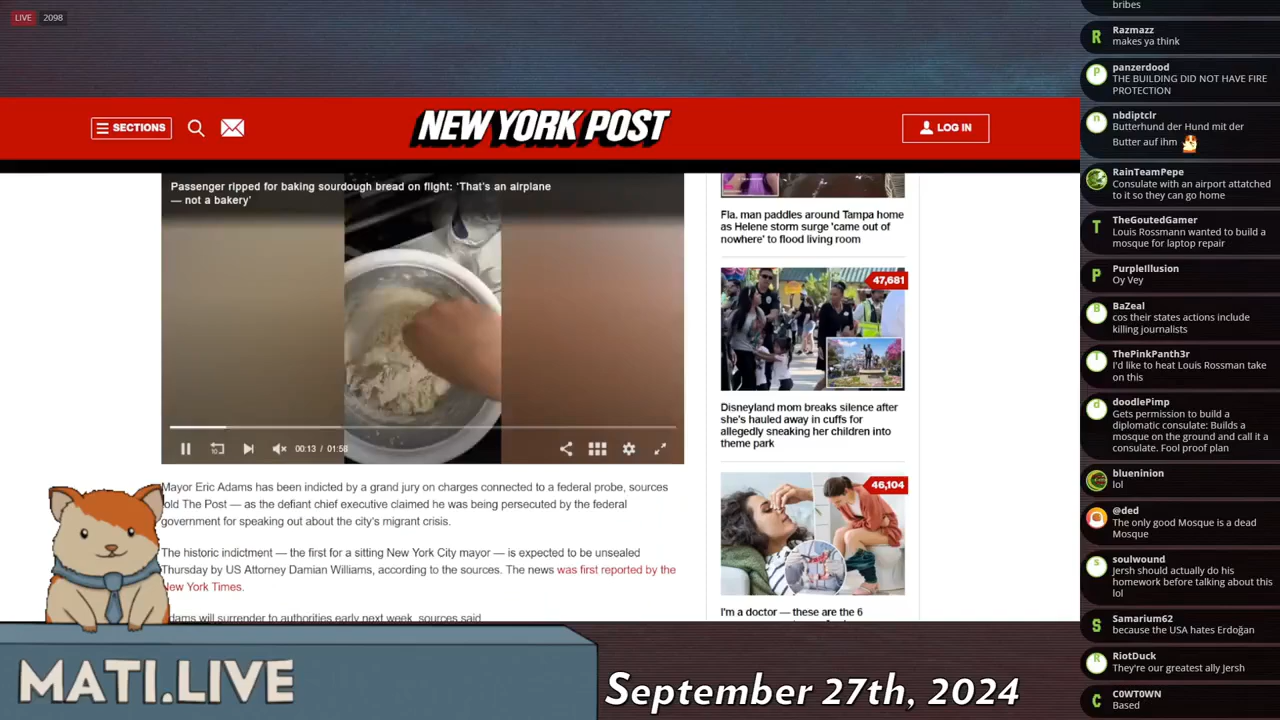 LIVE 2098
SECTIONS
NEW YORK POST
LOG IN
Passenger ripped for baking sourdough bread on flight: 'That's an airplane
— not a bakery'
10
00:13 / 01:58
Mayor Eric Adams has been indicted by a grand jury on charges connected to a federal probe, sources
old The Post — as the defiant chief executive claimed he was being persecuted by the federal
government for speaking out about the city's migrant crisis.
The historic indictment — the first for a sitting New York City mayor — is expected to be unsealed
Thursday by US Attorney Damian Williams, according to the sources. The news was first reported by the
New York Times.
dams will surrender to authorities early next week, sources said
Fla. man paddles around Tampa home
as Helene storm surge 'came out of
nowhere' to flood living room
47,681
Disneyland mom breaks silence after
she's hauled away in cuffs for
allegedly sneaking her children into
theme park
46,104
I'm a doctor — these are the 6
MATI.LIVE
September 27th, 2024
bribes
R
Razmazz
makes ya think
P
panzerdood
THE BUILDING DID NOT HAVE FIRE
PROTECTION
n
nbdiptclr
Butterhund der Hund mit der
Butter auf ihm
RainTeamPepe
Consulate with an airport attatched
to it so they can go home
T
TheGoutedGamer
Louis Rossmann wanted to build a
mosque for laptop repair
P
PurpleIllusion
Oy Vey
B
BaZeal
cos their states actions include
killing journalists
T
ThePinkPanth3r
I'd like to heat Louis Rossman take
on this
d
doodlePimp
Gets permission to build a
diplomatic consulate: Builds a
mosque on the ground and call it a
consulate. Fool proof plan
blueninion
lol
@ded
The only good Mosque is a dead
Mosque
s
soulwound
Jersh should actually do his
homework before talking about this
lol
S
Samarium62
because the USA hates Erdoğan
RiotDuck
They're our greatest ally Jersh
C
C0WT0WN
Based